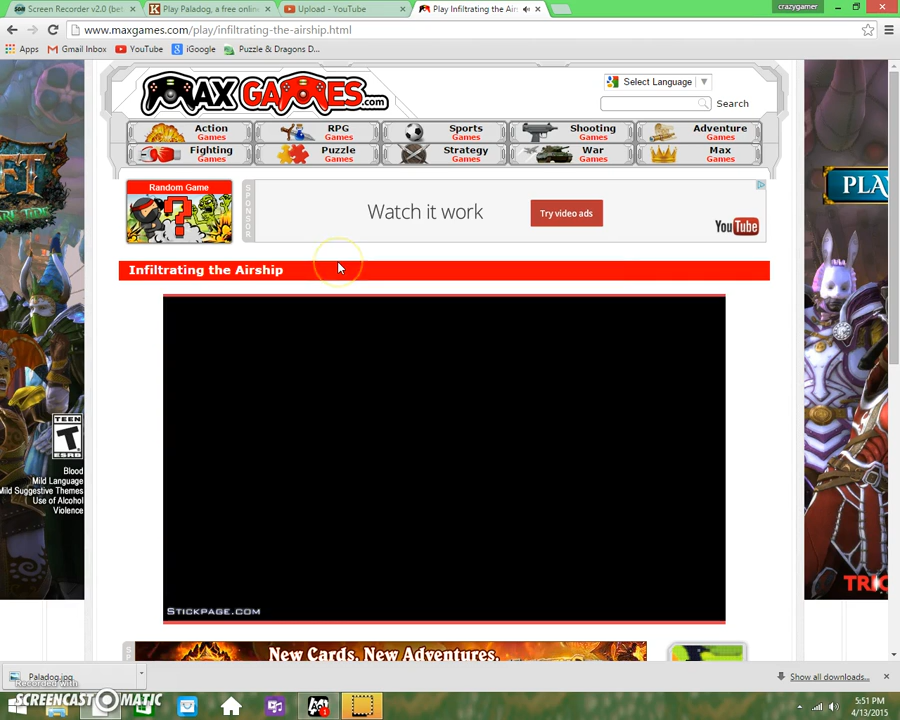 crazygamer
Screen Recorder v2.0 (bet
Play Paladog, a free onlin
Upload - YouTube
Play Infiltrating the Air
www.maxgames.com/play/infiltrating-the-airship.html
Apps
Gmail Inbox
YouTube
iGoogle
Puzzle & Dragons D...
MAX GAMES.com
Select Language
Search
Action Games
RPG Games
Sports Games
Shooting Games
Adventure Games
Fighting Games
Puzzle Games
Strategy Games
War Games
Max Games
Random Game
SPONSOR
Watch it work
Try video ads
YouTube
PLA
Infiltrating the Airship
TEEN
T
ESRB
Blood
Mild Language
Mild Suggestive Themes
Use of Alcohol
Violence
TRI
STICKPAGE.COM
New Cards, New Adventures.
Paladog.jpg
Show all downloads...
Recorded with
SCREENCAST-O-MATIC
1
5:51 PM
4/13/2015